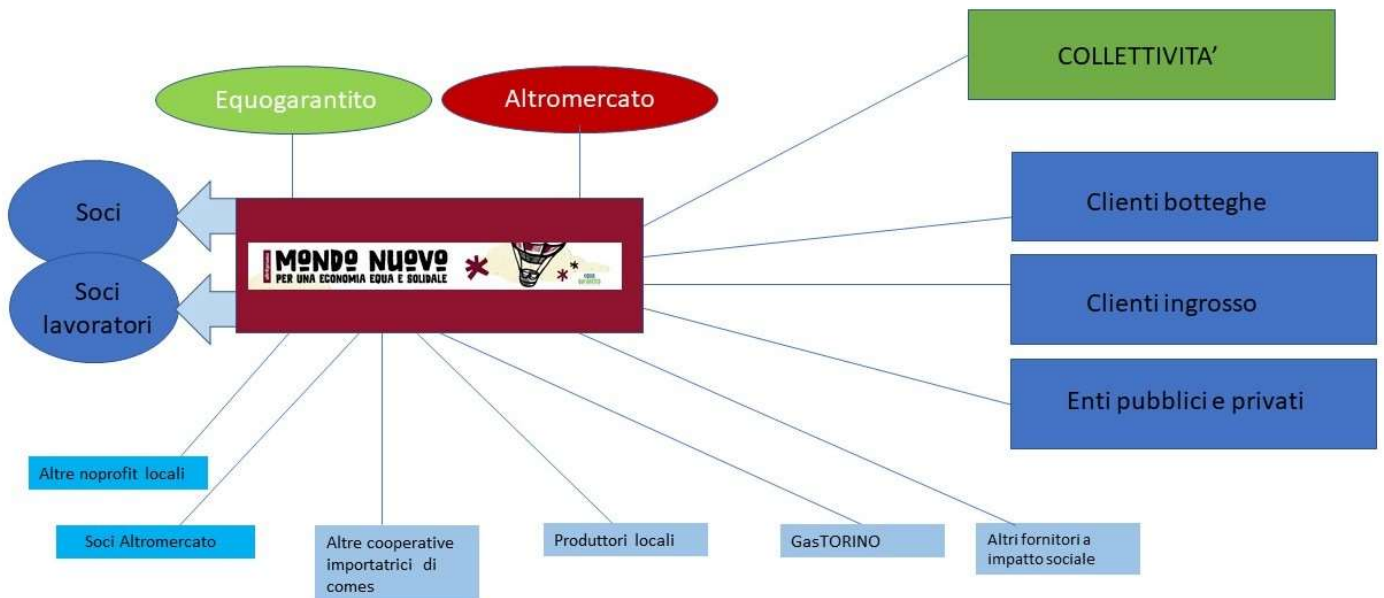 COLLETTIVITA’
Equogarantito
Altromercato
Soci
Clienti botteghe
MONDO NUOVO
PER UNA ECONOMIA EQUA E SOLIDALE
Soci
lavoratori
Clienti ingrosso
Enti pubblici e privati
Altre noprofit locali
Soci Altromercato
Altre cooperative
importatrici di
comes
Produttori locali
GasTORINO
Altri fornitori a
impatto sociale